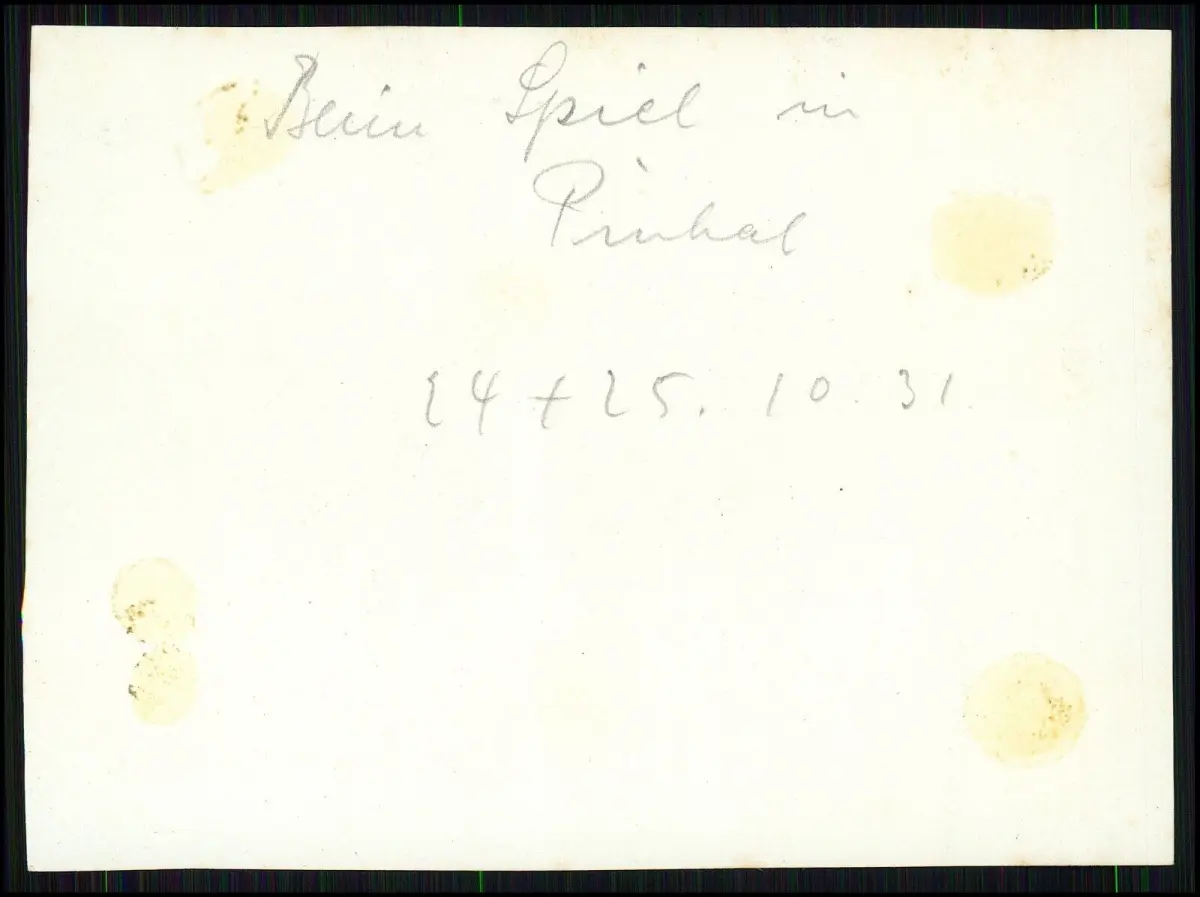 Beim Spiel in
Pinhal
24 + 25. 10. 31.